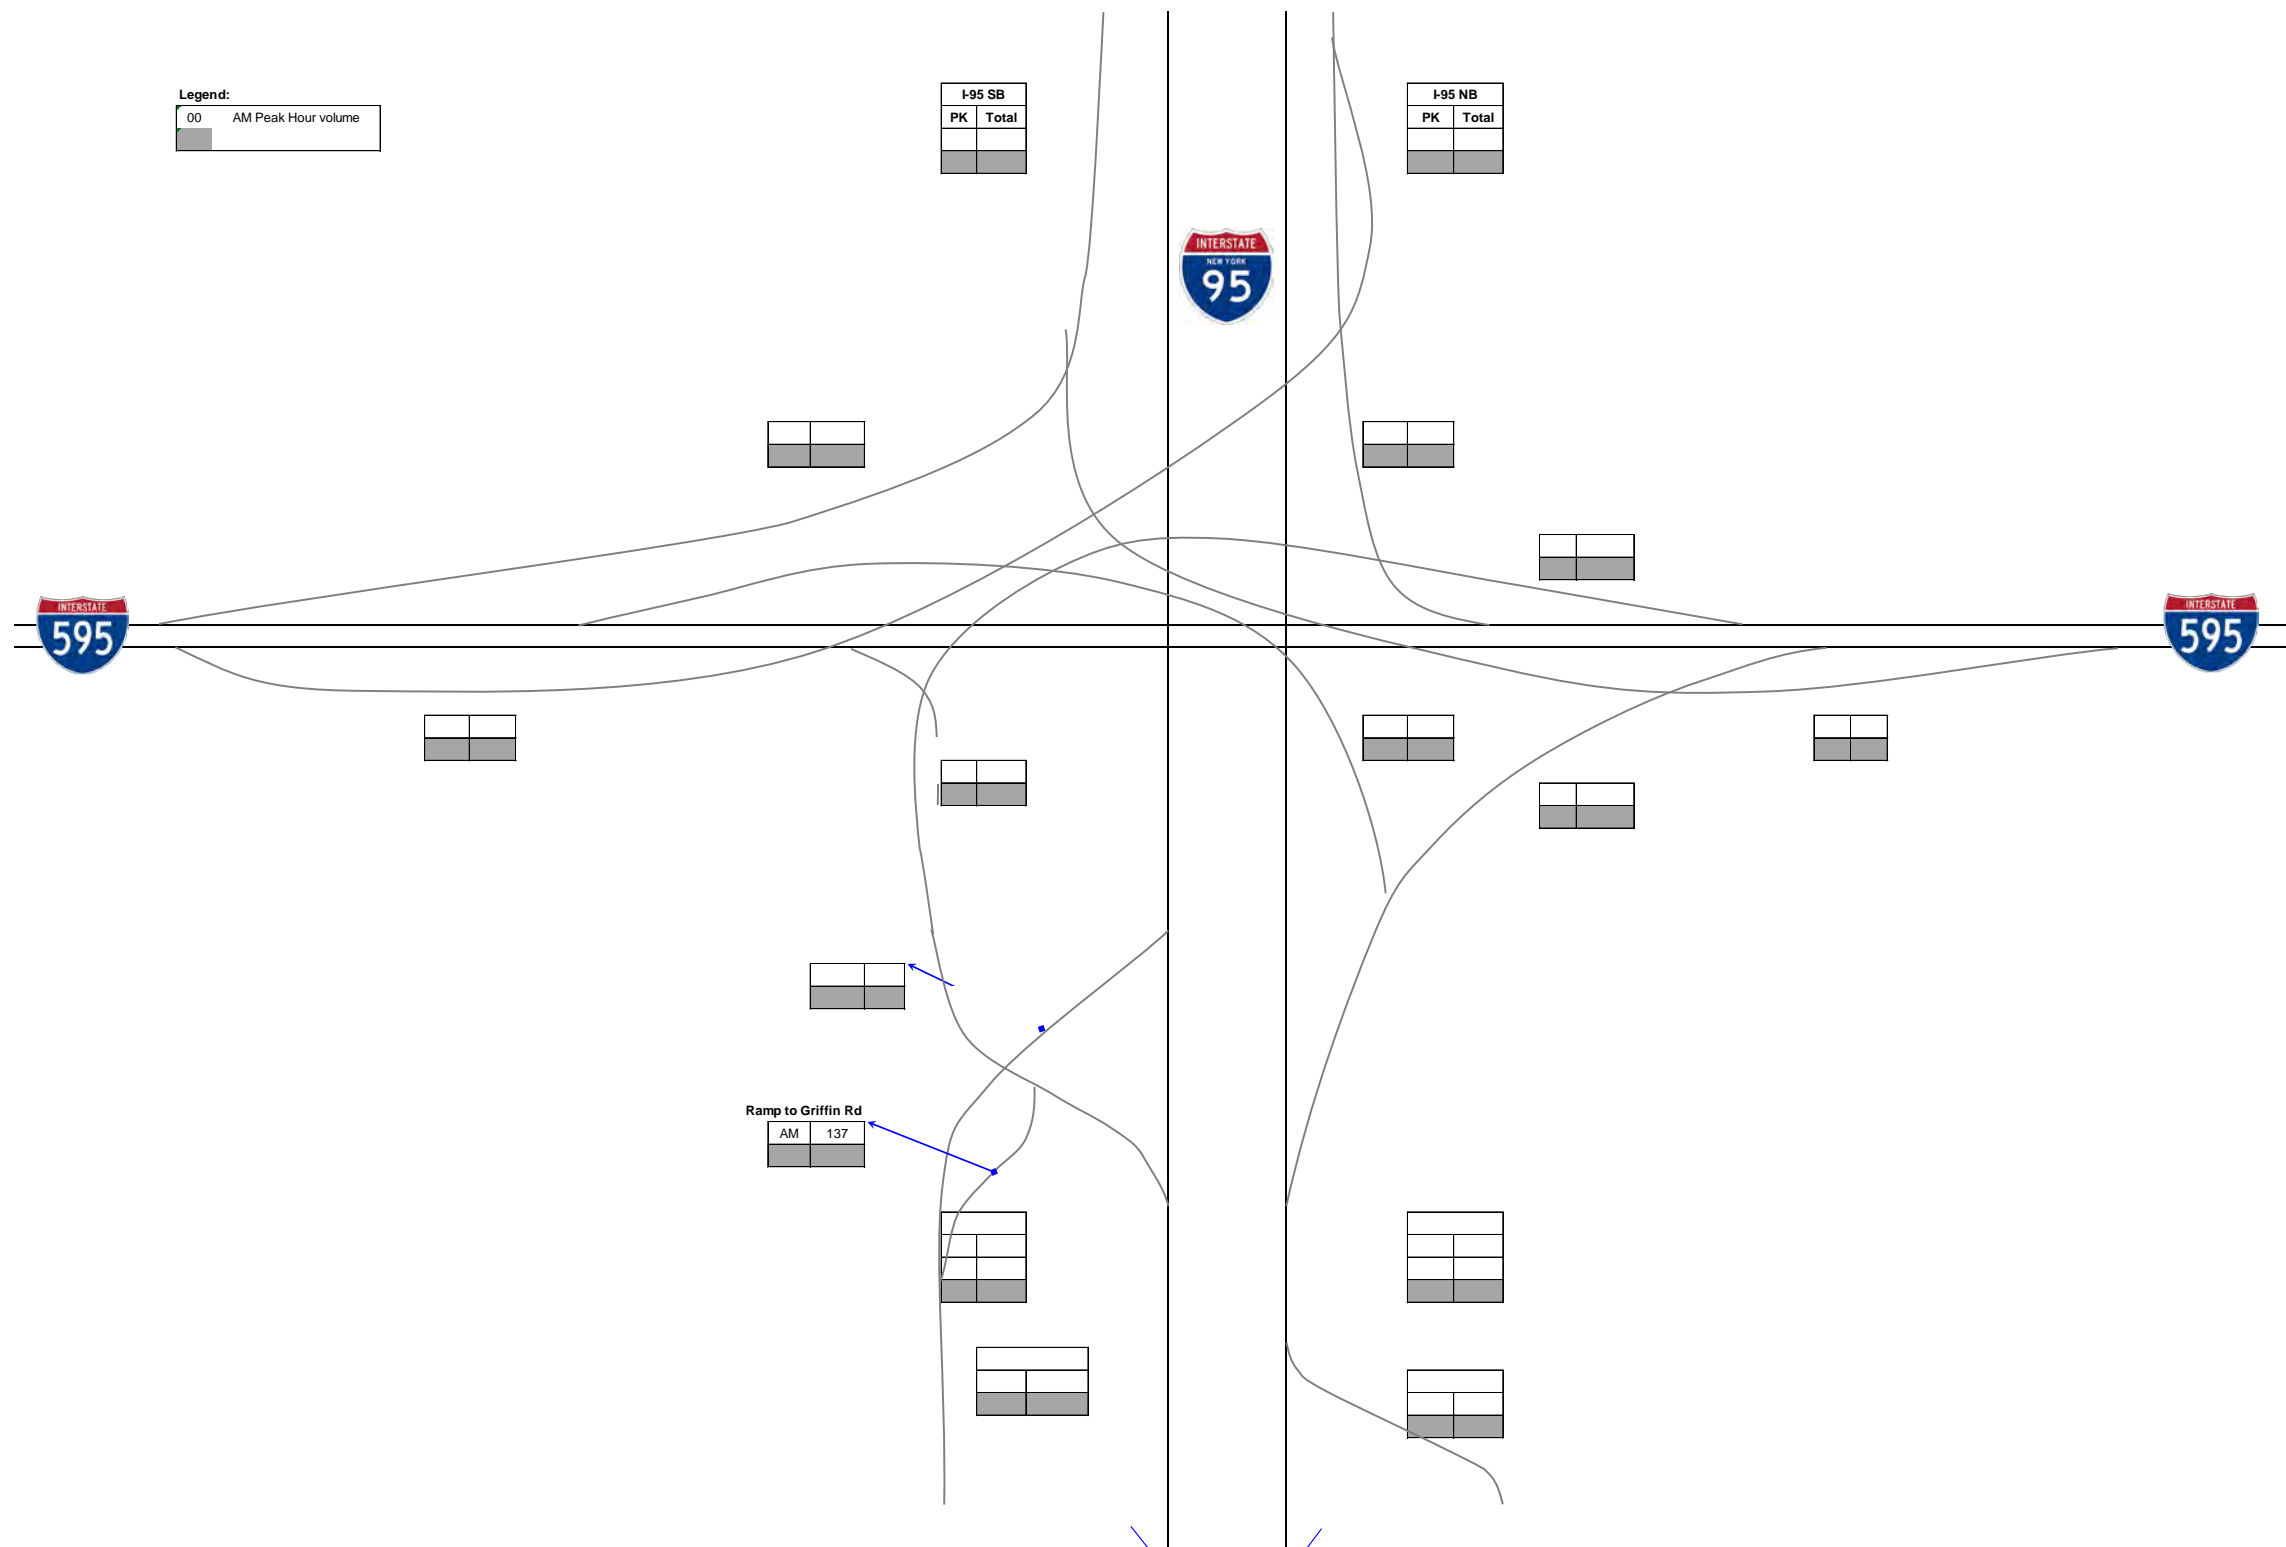 Legend:
00 AM Peak Hour volume
I-95 SB
PK Total
I-95 NB
PK Total
INTERSTATE
NEW YORK
95
INTERSTATE
595
INTERSTATE
595
Ramp to Griffin Rd
AM 137